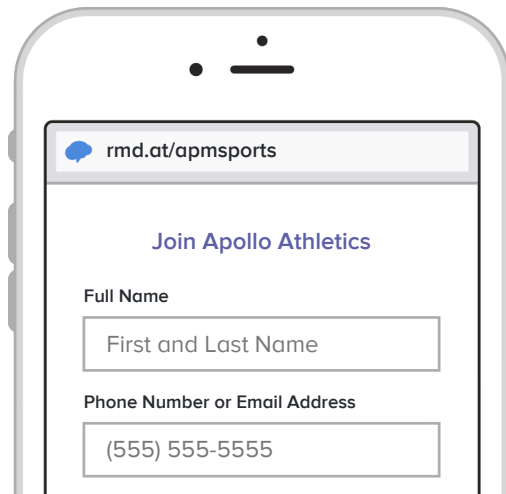 rmd.at/apmsports
Join Apollo Athletics
Full Name
First and Last Name
Phone Number or Email Address
(555) 555-5555